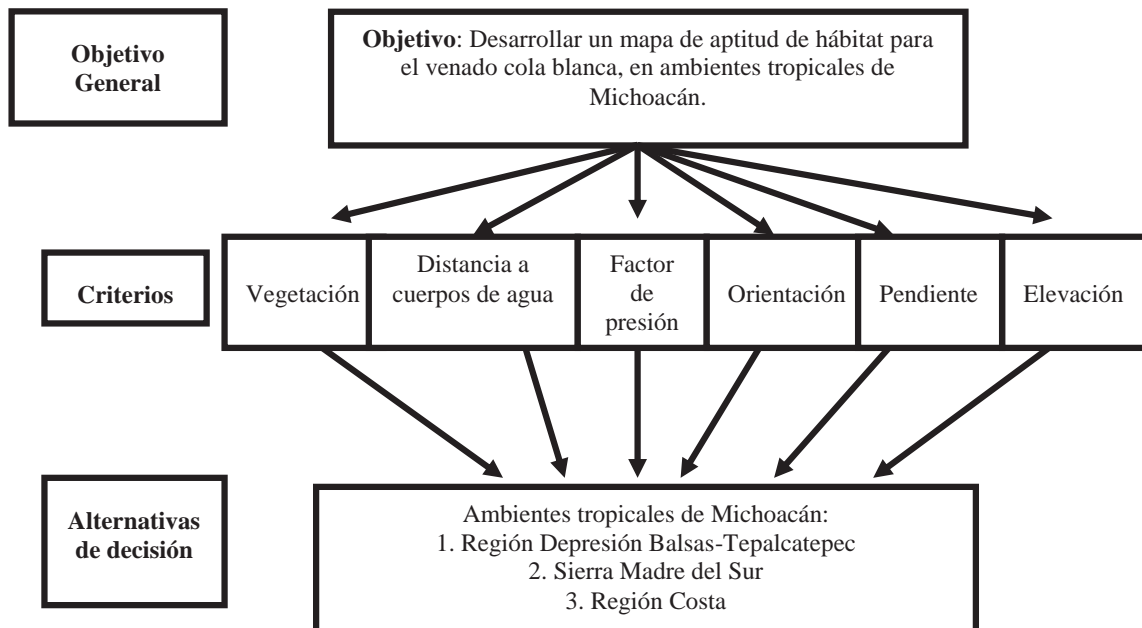 Objetivo
General
Objetivo: Desarrollar un mapa de aptitud de hábitat para
el venado cola blanca, en ambientes tropicales de
Michoacán.
Criterios
Vegetación
Distancia a
cuerpos de agua
Factor
de
presión
Orientación
Pendiente
Elevación
Alternativas
de decisión
Ambientes tropicales de Michoacán:
1. Región Depresión Balsas-Tepalcatepec
2. Sierra Madre del Sur
3. Región Costa